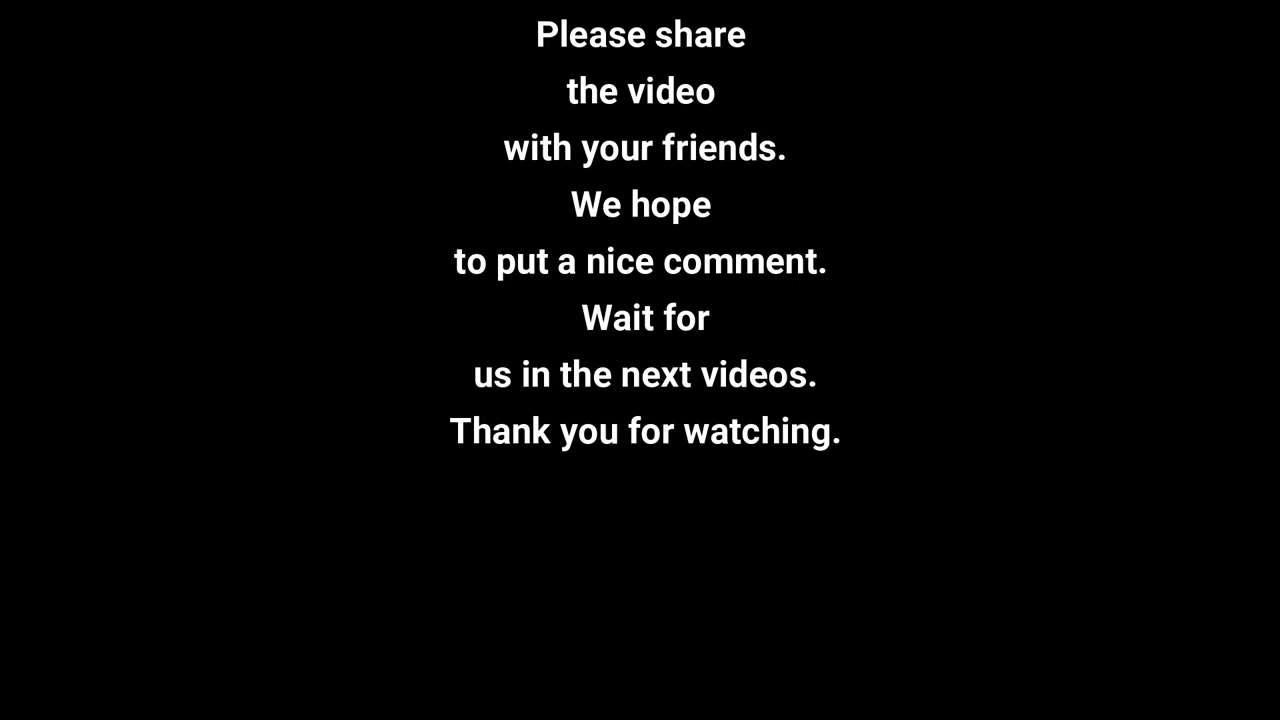 Please share
the video
with your friends.
We hope
to put a nice comment.
Wait for
us in the next videos.
Thank you for watching.